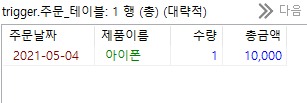 trigger.주문_테이블: 1 행 (총) (대략적) 다음
주문날짜 제품이름 수량 총금액
2021-05-04 아이폰 1 10,000